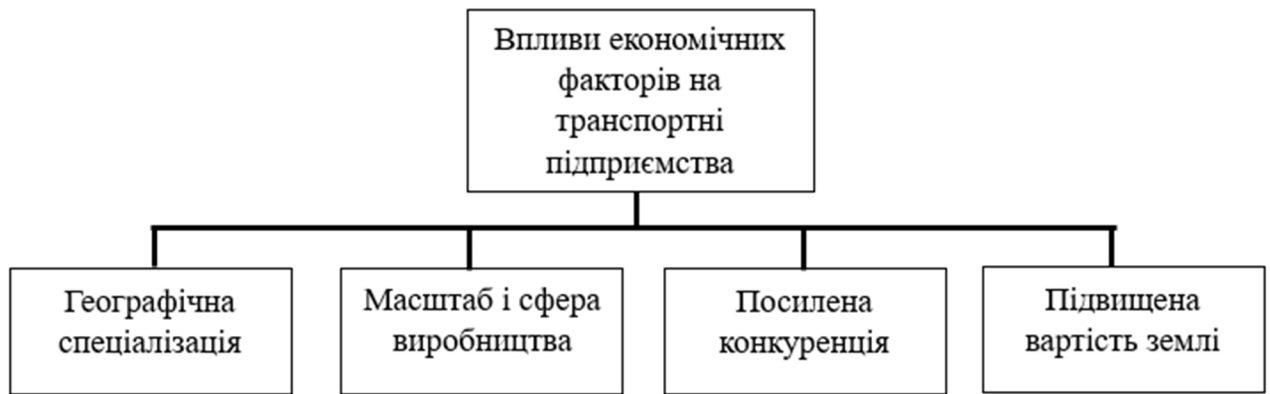 Впливи економічних
факторів на
транспортні
підприємства
Географічна
спеціалізація
Масштаб і сфера
виробництва
Посилена
конкуренція
Підвищена
вартість землі